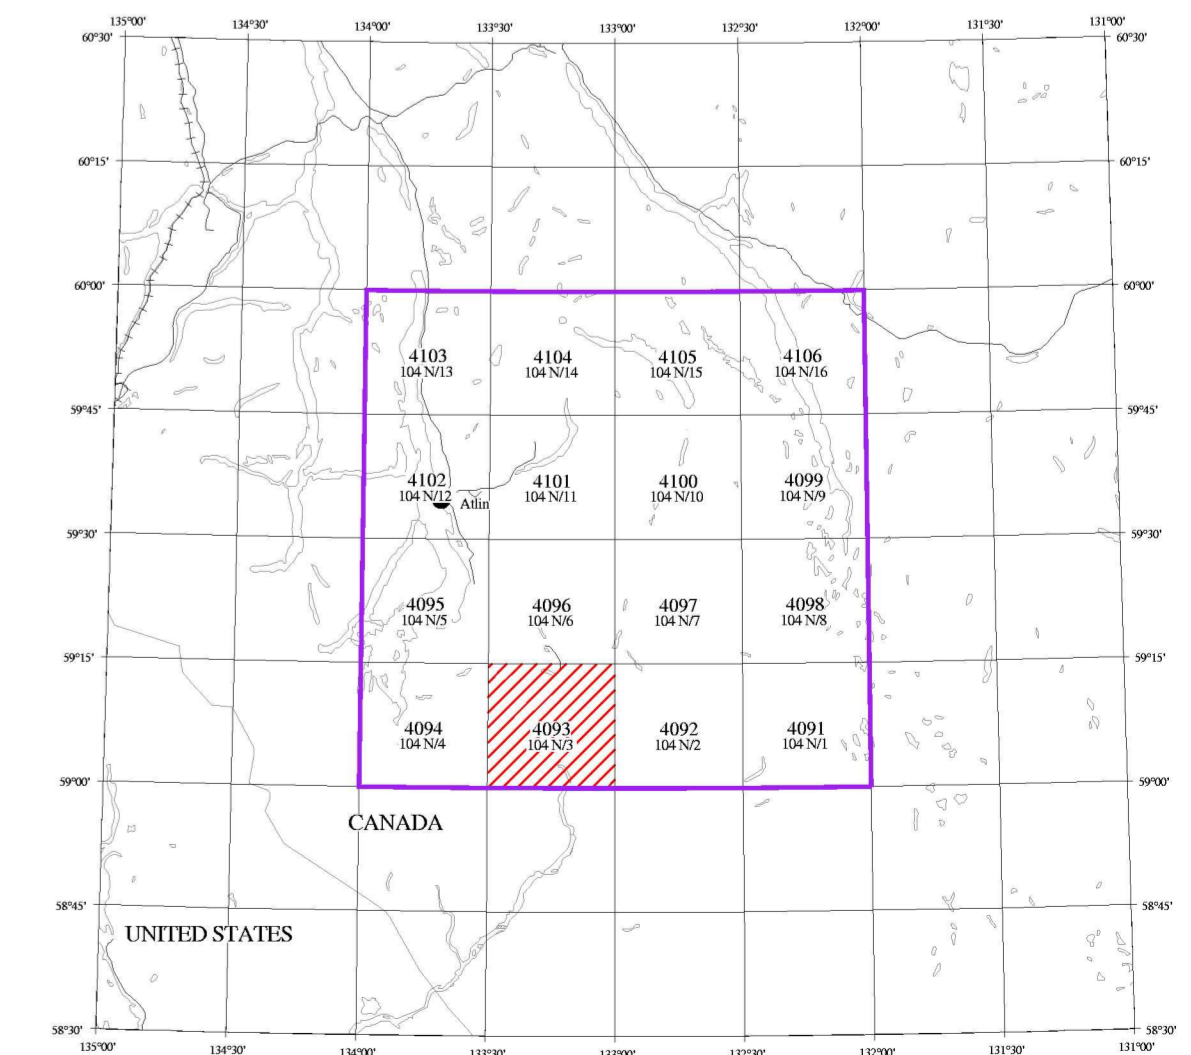 135°00' 134°30' 134°00' 133°30' 133°00' 132°30' 132°00' 131°30' 131°00'
60°30' 60°30'
60°15' 60°15'
60°00' 60°00'
4103 4104 4105 4106
104 N/13 104 N/14 104 N/15 104 N/16
59°45' 59°45'
4102 4101 4100 4099
104 N/12 104 N/11 104 N/10 104 N/9
Atlin
59°30' 59°30'
4095 4096 4097 4098
104 N/5 104 N/6 104 N/7 104 N/8
59°15' 59°15'
4094 4093 4092 4091
104 N/4 104 N/3 104 N/2 104 N/1
59°00' 59°00'
CANADA
58°45' 58°45'
UNITED STATES
58°30' 58°30'
135°00' 134°30' 134°00' 133°30' 133°00' 132°30' 132°00' 131°30' 131°00'